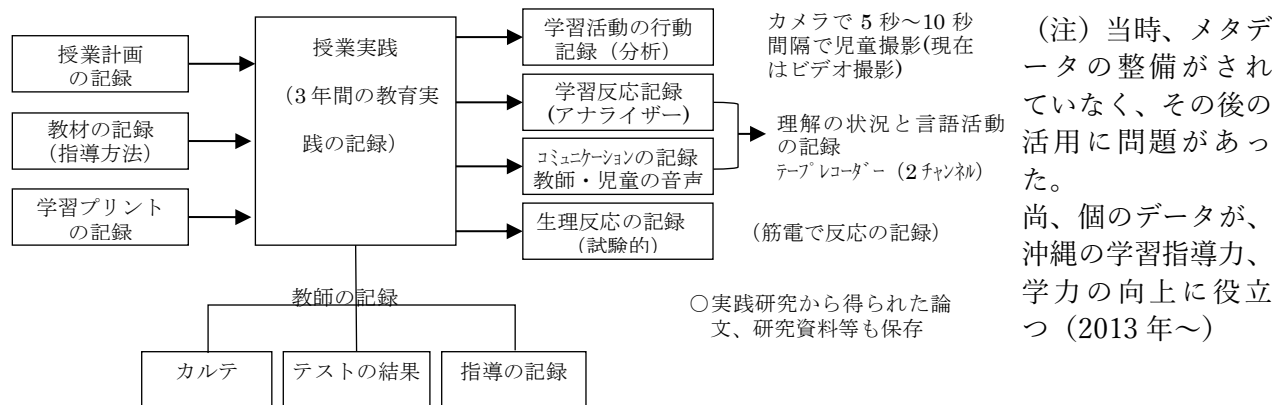 授業計画
の記録
教材の記録
（指導方法）
学習プリント
の記録
授業実践
（3年間の教育実
践の記録）
学習活動の行動
記録（分析）
学習反応記録
(アナライザー)
コミュニケーションの記録
教師・児童の音声
生理反応の記録
（試験的）
カメラで 5 秒～10 秒
間隔で児童撮影(現在
はビデオ撮影)
理解の状況と言語活動
の記録
テープレコーダー（2チャンネル）
（筋電で反応の記録）
教師の記録
カルテ
テストの結果
指導の記録
○実践研究から得られた論
文、研究資料等も保存
（注）当時、メタデ
ータの整備がされ
ていなく、その後の
活用に問題があっ
た。
尚、個のデータが、
沖縄の学習指導力、
学力の向上に役立
つ（2013 年～）